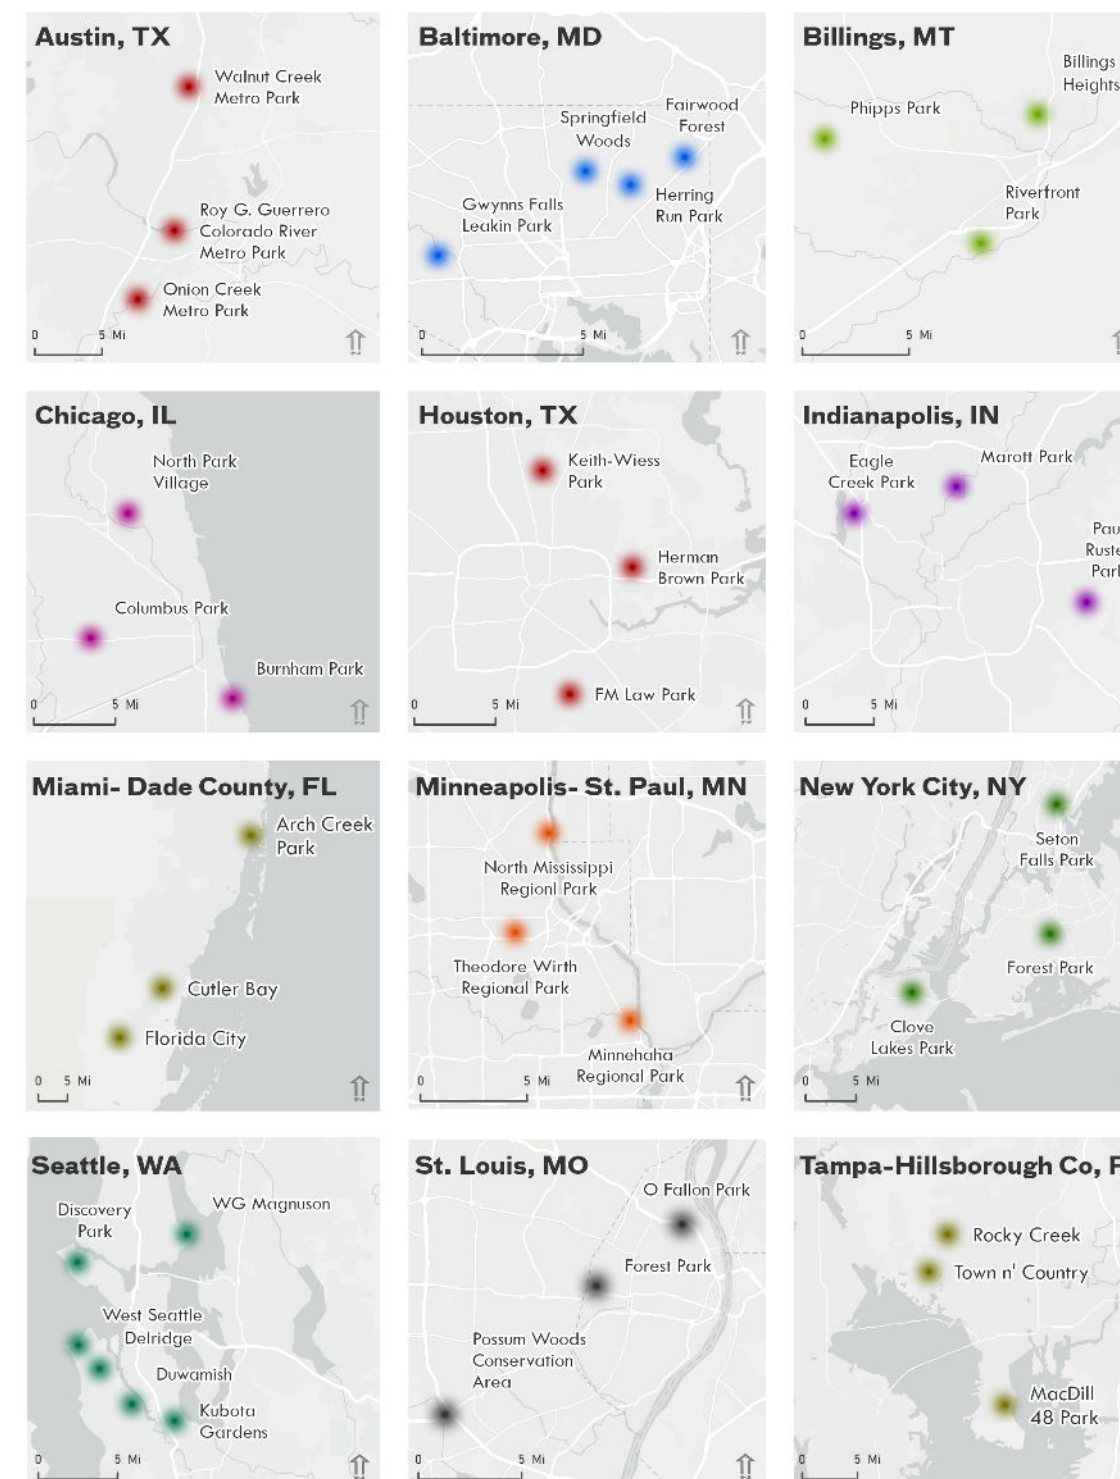 Austin, TX
Walnut Creek
Metro Park
Roy G. Guerrero
Colorado River
Metro Park
Onion Creek
Metro Park
0 5 Mi
Baltimore, MD
Fairwood
Forest
Springfield
Woods
Herring
Run Park
Gwynns Falls
Leakin Park
0 5 Mi
Billings, MT
Billings
Heights
Phipps Park
Riverfront
Park
0 5 Mi
Chicago, IL
North Park
Village
Columbus Park
Burnham Park
0 5 Mi
Houston, TX
Keith-Wiess
Park
Herman
Brown Park
FM Law Park
0 5 Mi
Indianapolis, IN
Eagle
Creek Park
Marott Park
Pau
Ruste
Park
0 5 Mi
Miami- Dade County, FL
Arch Creek
Park
Cutler Bay
Florida City
0 5 Mi
Minneapolis- St. Paul, MN
North Mississippi
Regionl Park
Theodore Wirth
Regional Park
Minnehaha
Regional Park
0 5 Mi
New York City, NY
Seton
Falls Park
Forest Park
Clove
Lakes Park
0 5 Mi
Seattle, WA
Discovery
Park
WG Magnuson
West Seattle
Delridge
Duwamish
Kubota
Gardens
0 5 Mi
St. Louis, MO
O Fallon Park
Forest Park
Possum Woods
Conservation
Area
0 5 Mi
Tampa-Hillsborough Co, F
Rocky Creek
Town n' Country
MacDill
48 Park
0 5 Mi